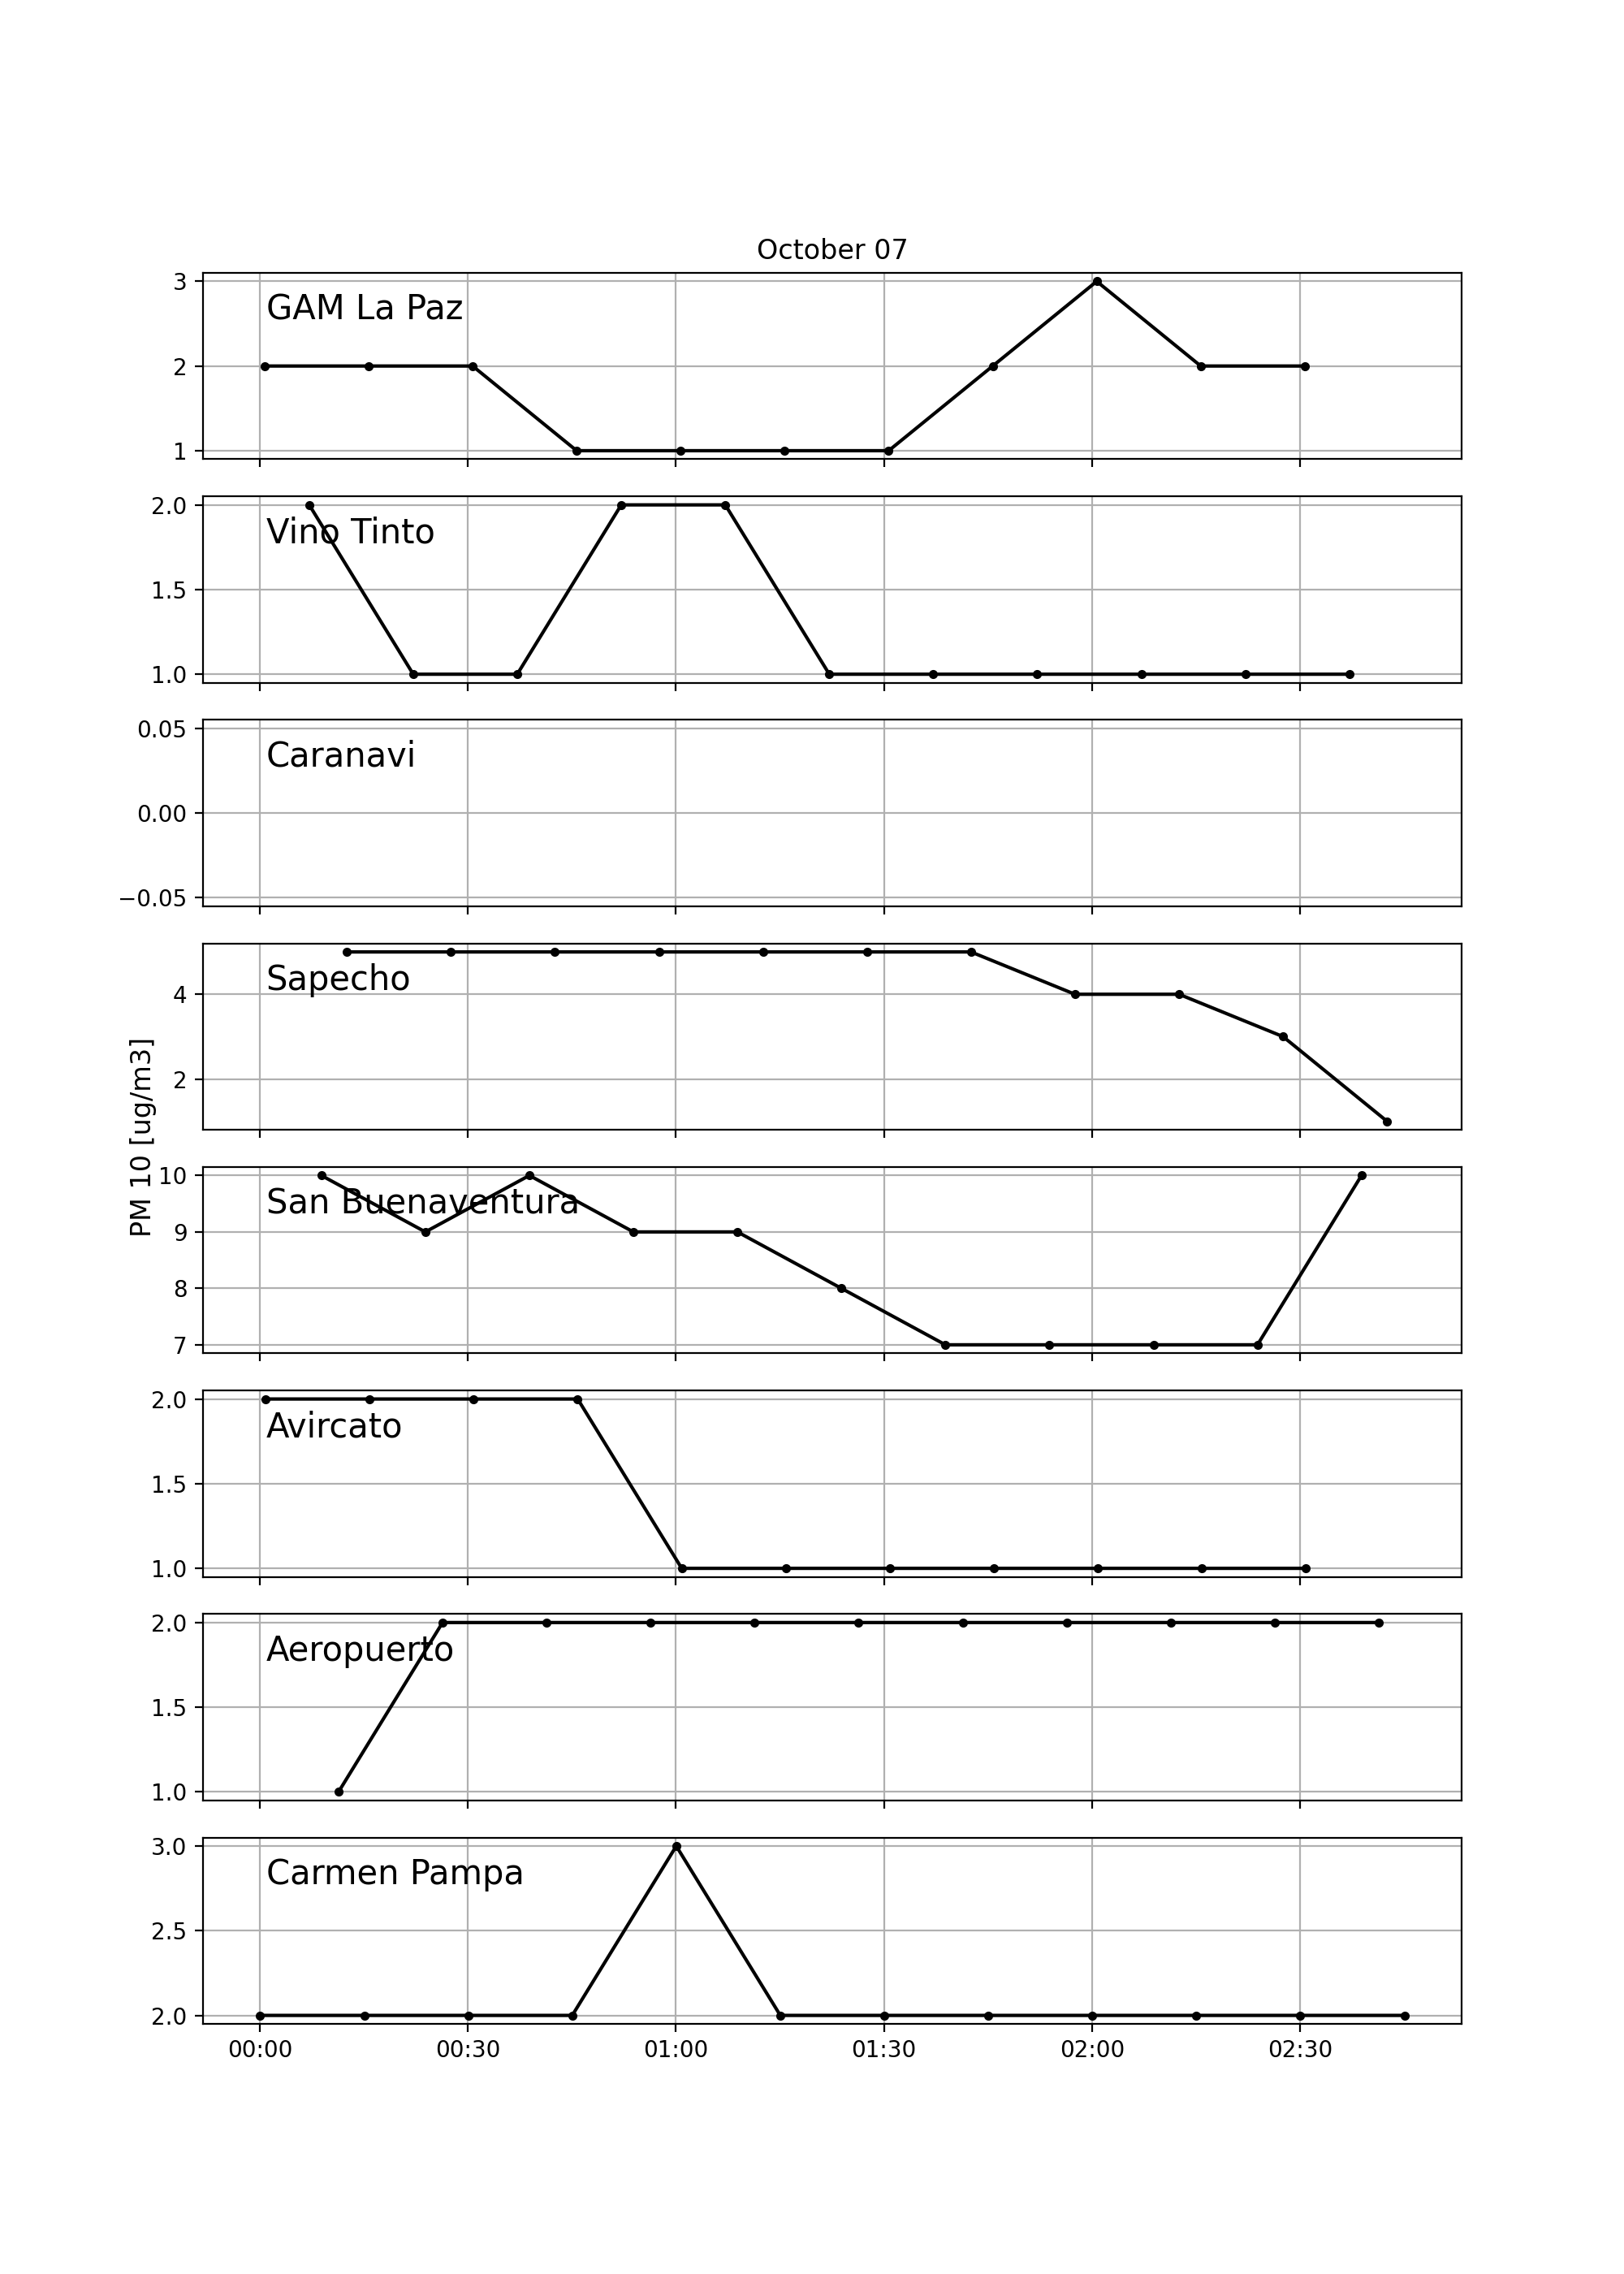 October 07
3
GAM La Paz
2
1
2.0
Vino Tinto
1.5
1.0
0.05
Caranavi
0.00
−0.05
Sapecho
4
2
PM 10 [ug/m3]
10
San Buenaventura
9
8
7
2.0
Avircato
1.5
1.0
2.0
Aeropuerto
1.5
1.0
3.0
Carmen Pampa
2.5
2.0
00:00 00:30 01:00 01:30 02:00 02:30